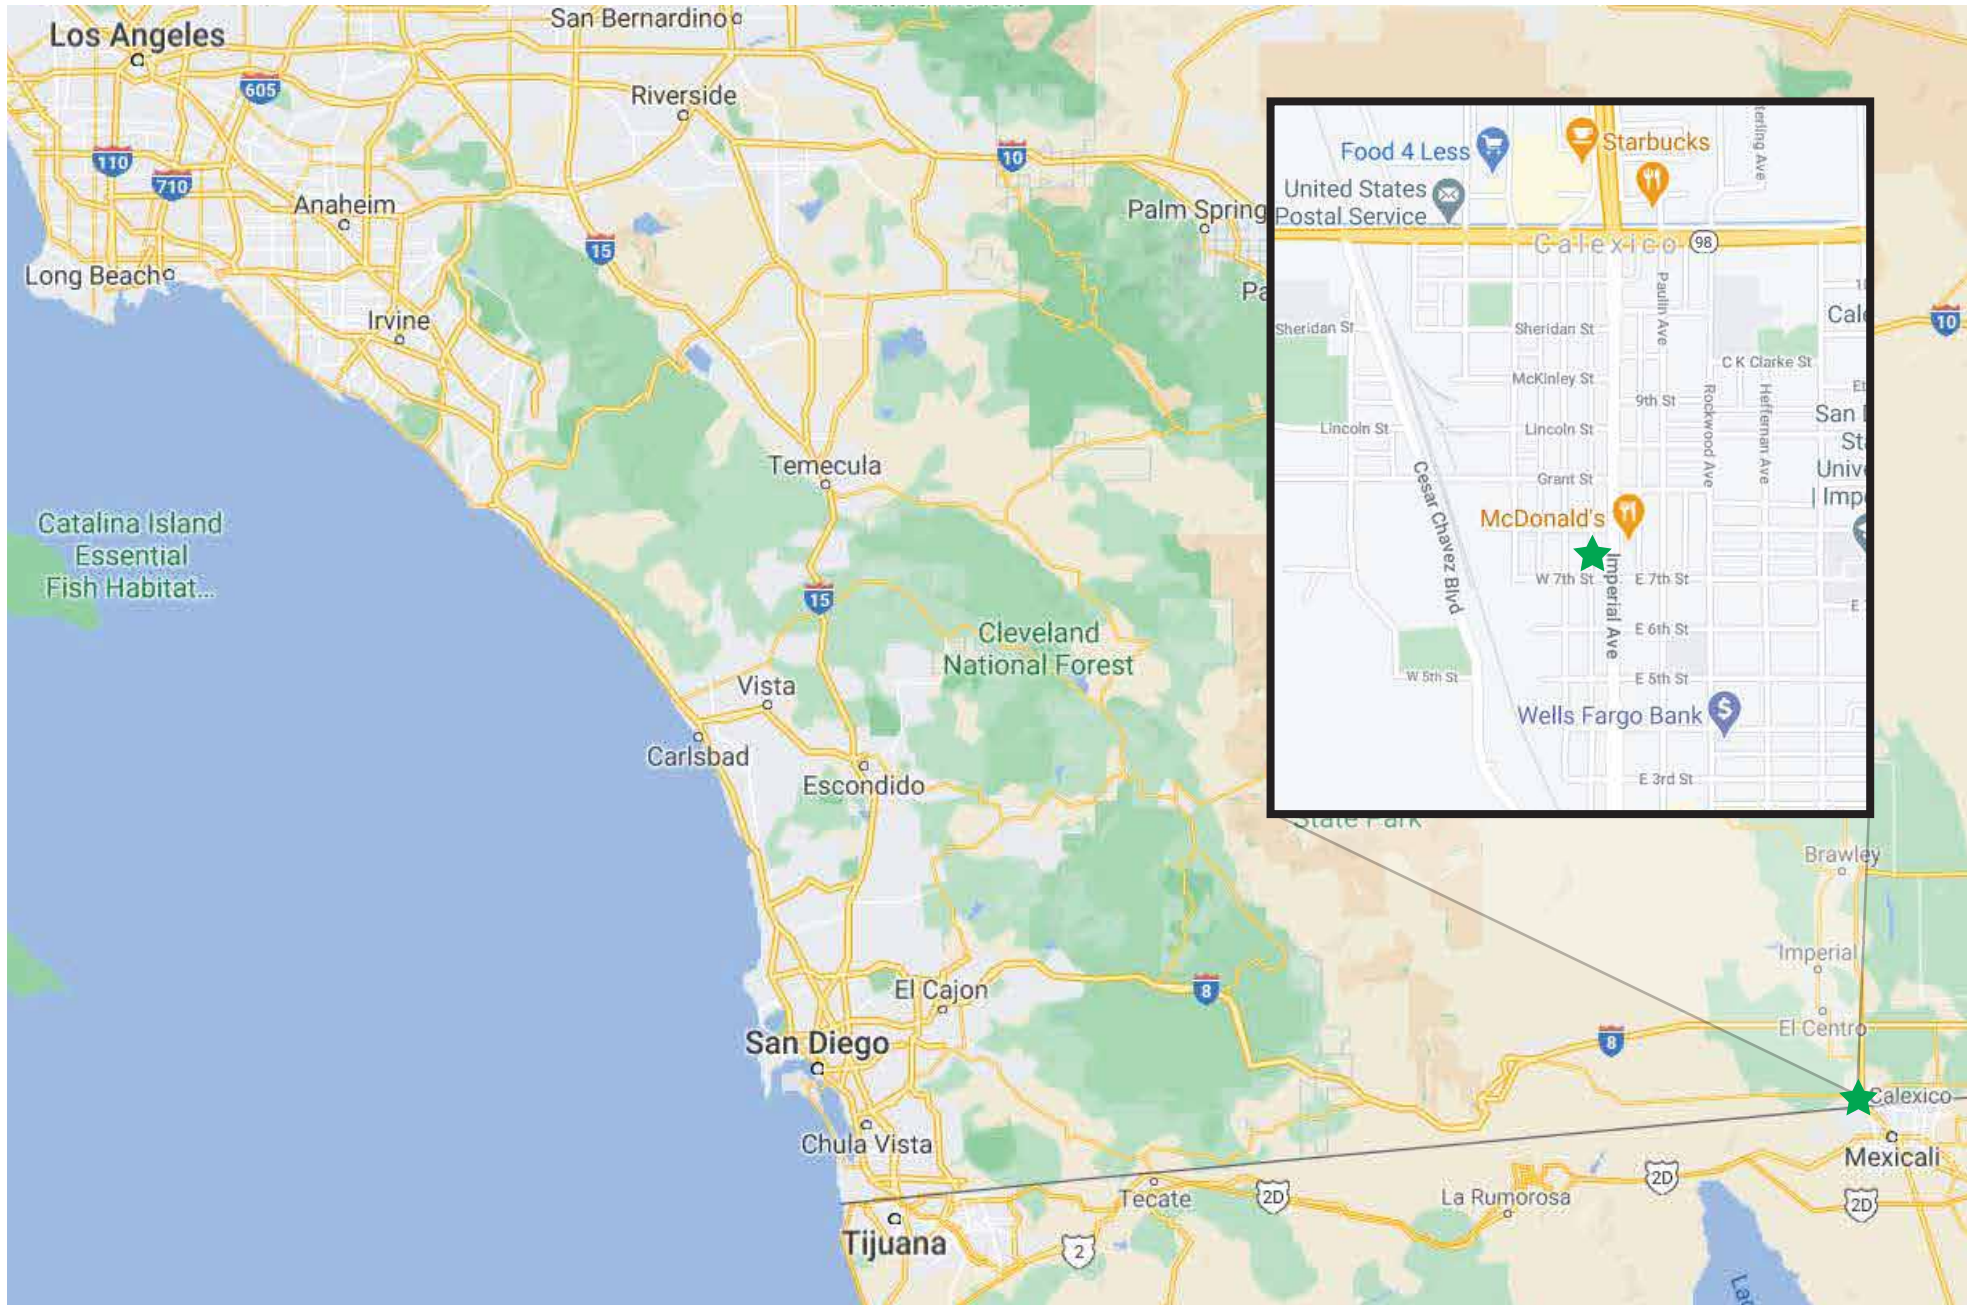 San Bernardino
Los Angeles
605
Riverside
110
710
10
Anaheim
Palm Spring
15
Long Beach
Irvine
10
Temecula
Catalina Island
Essential
Fish Habitat...
15
Cleveland
National Forest
Vista
Carlsbad
Escondido
State Park
Brawley
Imperial
El Cajon
8
El Centro
8
San Diego
Calexico
Chula Vista
Mexicali
Tecate
2D
La Rumorosa
2D
2D
Tijuana
2
Food 4 Less
Starbucks
United States
Postal Service
Calexico
98
Paulin Ave
Sheridan St
Sheridan St
C K Clarke St
McKinley St
9th St
Rockwood Ave
Heffernan Ave
Lincoln St
Lincoln St
San
Grant St
Cesar Chavez Blvd
McDonald's
W 7th St
E 7th St
Imperial Ave
E 6th St
W 5th St
E 5th St
Wells Fargo Bank
E 3rd St